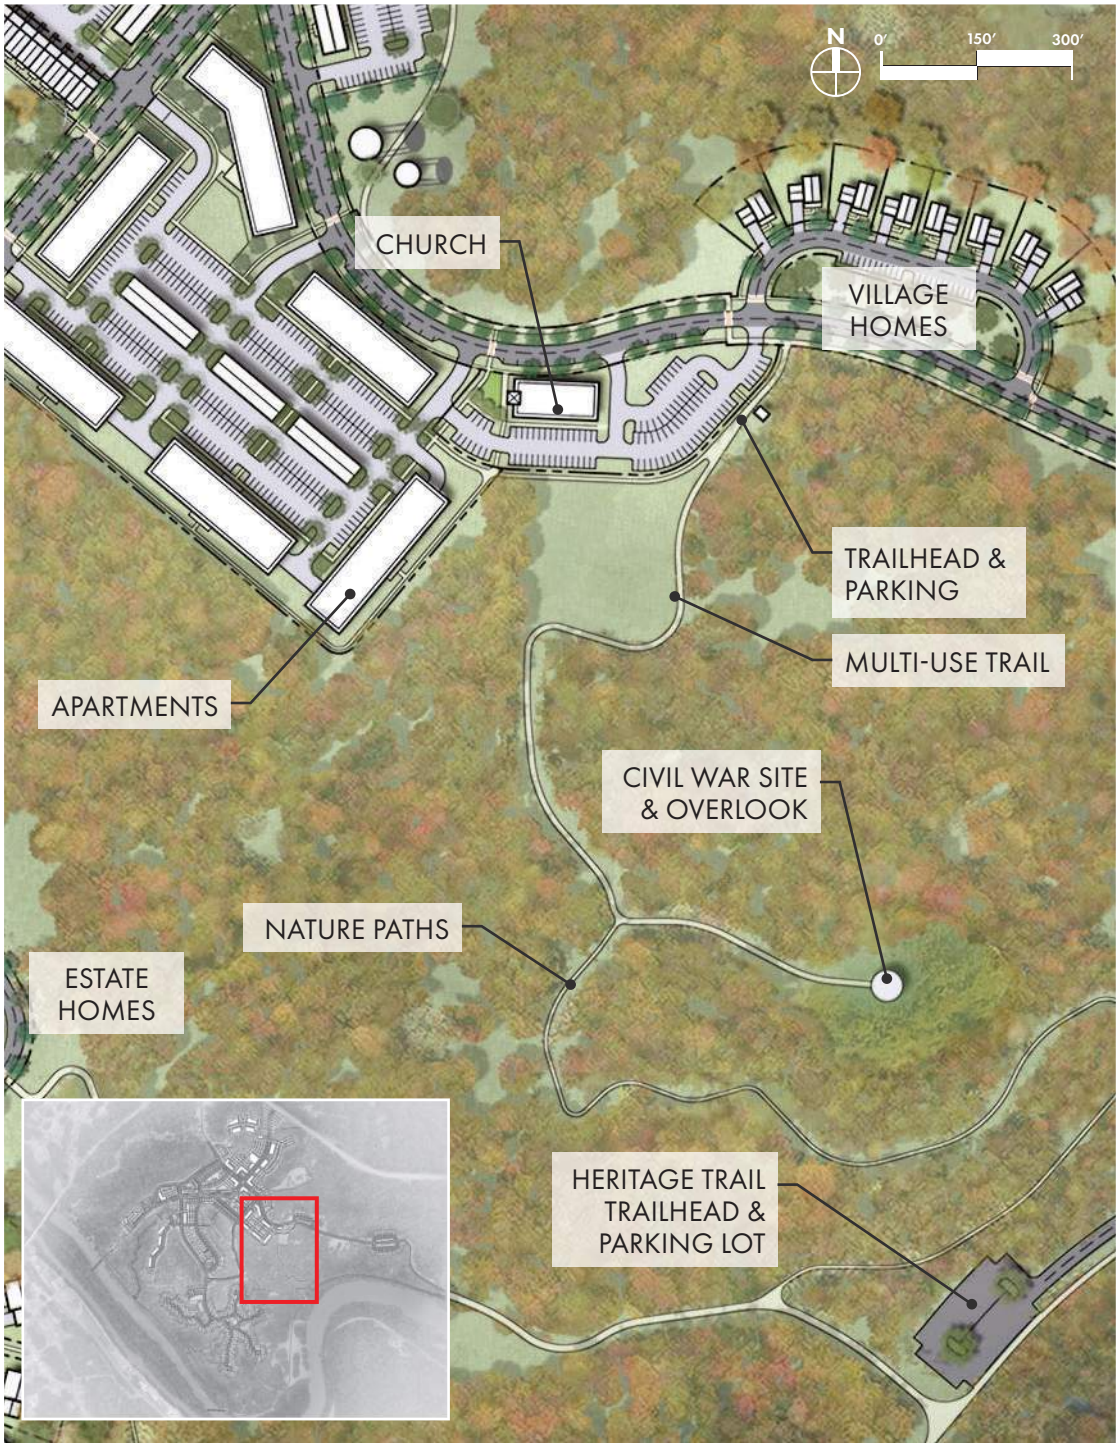 N
0' 150' 300'
CHURCH
VILLAGE
HOMES
TRAILHEAD &
PARKING
MULTI-USE TRAIL
APARTMENTS
CIVIL WAR SITE
& OVERLOOK
NATURE PATHS
ESTATE
HOMES
HERITAGE TRAIL
TRAILHEAD &
PARKING LOT